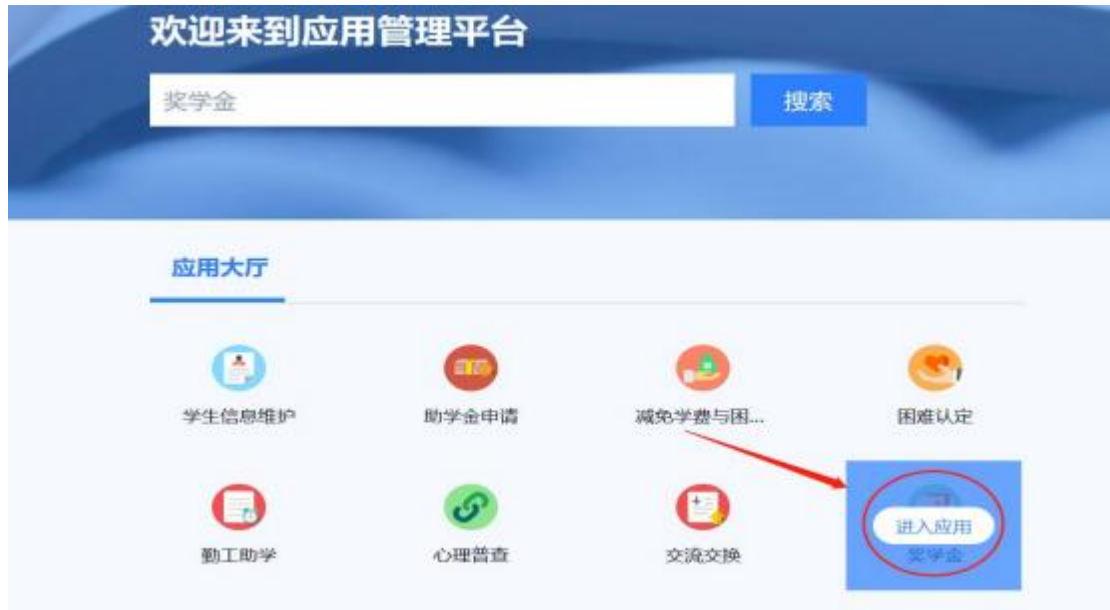 欢迎来到应用管理平台
奖学金
搜索
应用大厅
学生信息维护
助学金申请
减免学费与困...
困难认定
勤工助学
心理普查
交流交换
进入应用
奖学金